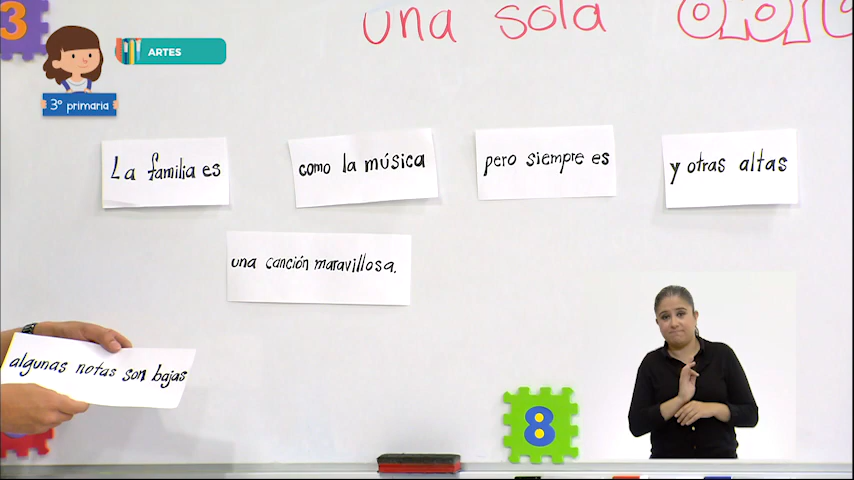 3
una sola
ARTES
3º primaria
La familia es
como la música
pero siempre es
y otras altas
una canción maravillosa.
algunas notas son bajas
8